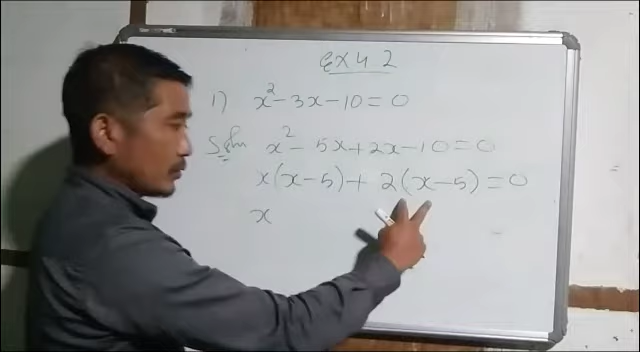 Ex 4 2
1) x² - 3x - 10 = 0
Soln x² - 5x + 2x - 10 = 0
x(x - 5) + 2(x - 5) = 0
x